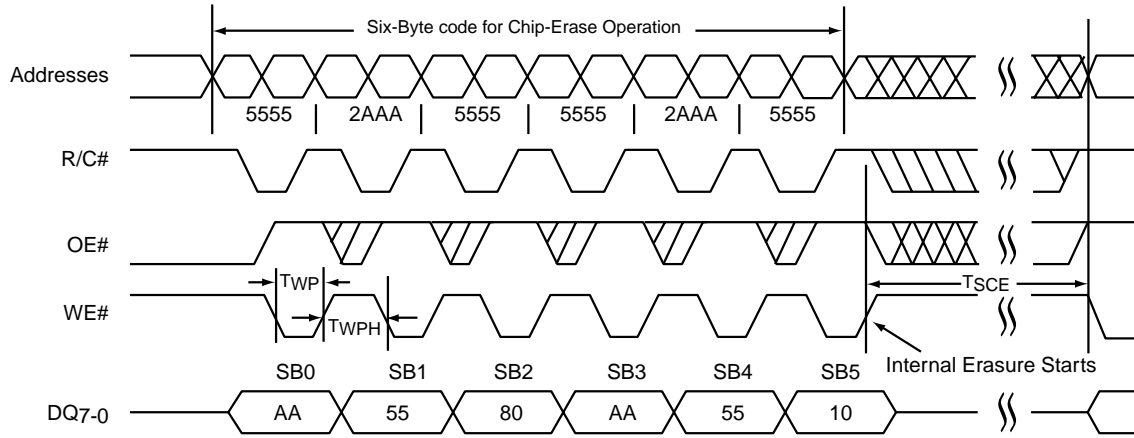 Six-Byte code for Chip-Erase Operation
Addresses
5555 2AAA 5555 5555 2AAA 5555
R/C#
OE#
TWP
TSCE
WE#
TWPH
Internal Erasure Starts
SB0 SB1 SB2 SB3 SB4 SB5
DQ7-0 AA 55 80 AA 55 10